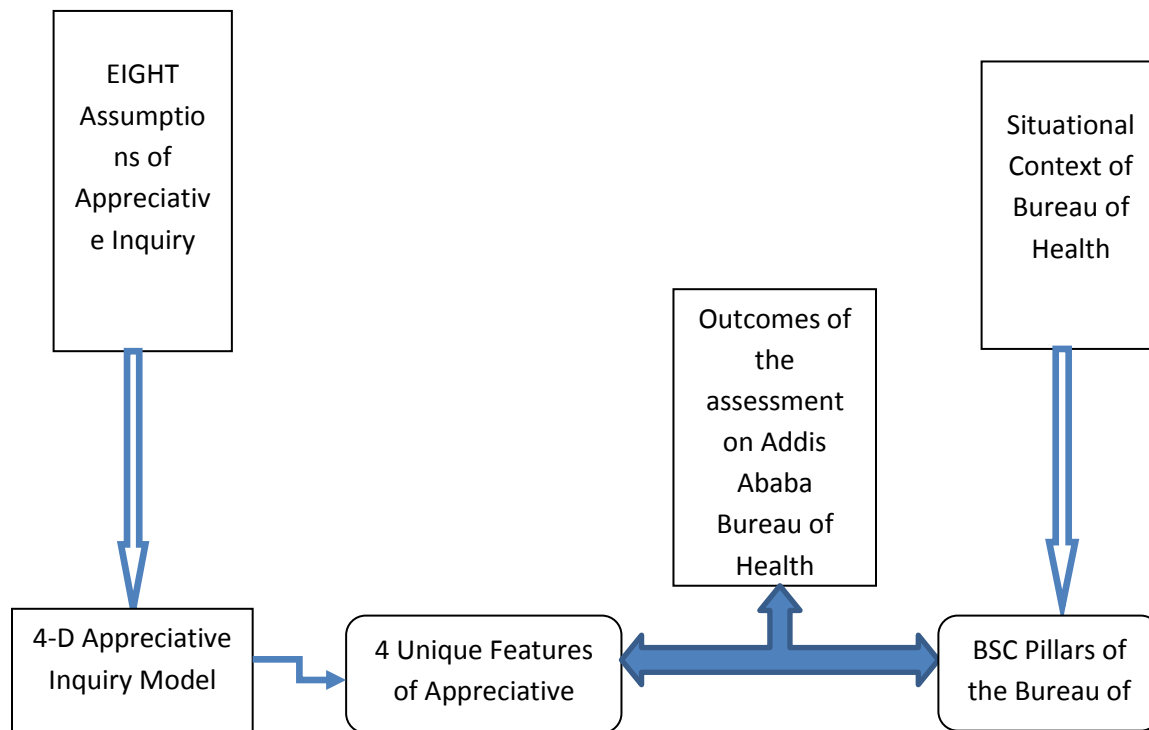 EIGHT
Assumptio
ns of
Appreciativ
e Inquiry
Situational
Context of
Bureau of
Health
Outcomes of
the
assessment
on Addis
Ababa
Bureau of
Health
4-D Appreciative
Inquiry Model
4 Unique Features
of Appreciative
BSC Pillars of
the Bureau of